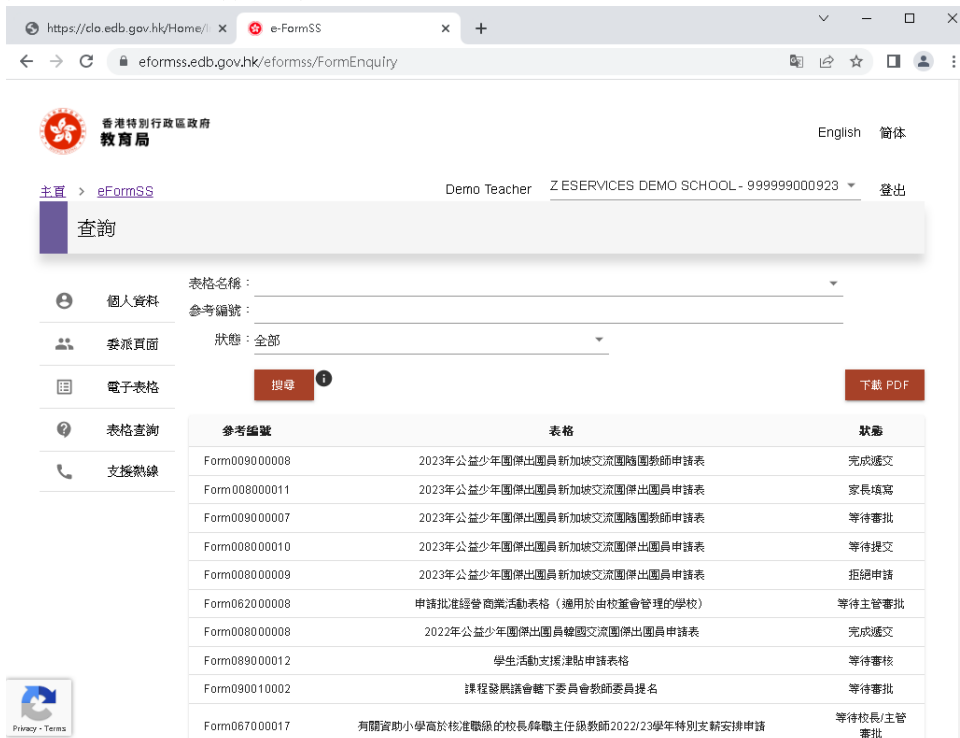 https://clo.edb.gov.hk/Home/
e-FormSS
eformss.edb.gov.hk/eformss/FormEnquiry
香港特別行政區政府
教育局
English 简体
主頁 > eFormSS
Demo Teacher Z ESERVICES DEMO SCHOOL - 999999000923 登出
查詢
個人資料
委派頁面
電子表格
表格查詢
支援熱線
表格名稱：
參考編號：
狀態：全部
搜尋
下載 PDF
參考編號 表格 狀態
Form009000008 2023年公益少年團傑出團員新加坡交流團隨團教師申請表 完成遞交
Form008000011 2023年公益少年團傑出團員新加坡交流團傑出團員申請表 家長填寫
Form009000007 2023年公益少年團傑出團員新加坡交流團隨團教師申請表 等待審批
Form008000010 2023年公益少年團傑出團員新加坡交流團傑出團員申請表 等待提交
Form008000009 2023年公益少年團傑出團員新加坡交流團傑出團員申請表 拒絕申請
Form062000008 申請批准經營商業活動表格（適用於由校董會管理的學校） 等待主管審批
Form008000008 2022年公益少年團傑出團員韓國交流團傑出團員申請表 完成遞交
Form089000012 學生活動支援津貼申請表格 等待審核
Form090010002 課程發展議會轄下委員會教師委員提名 等待審批
Form067000017 有關資助小學高於核准職級的校長/降職主任級教師2022/23學年特別支薪安排申請 等待校長/主管
審批
Privacy - Terms